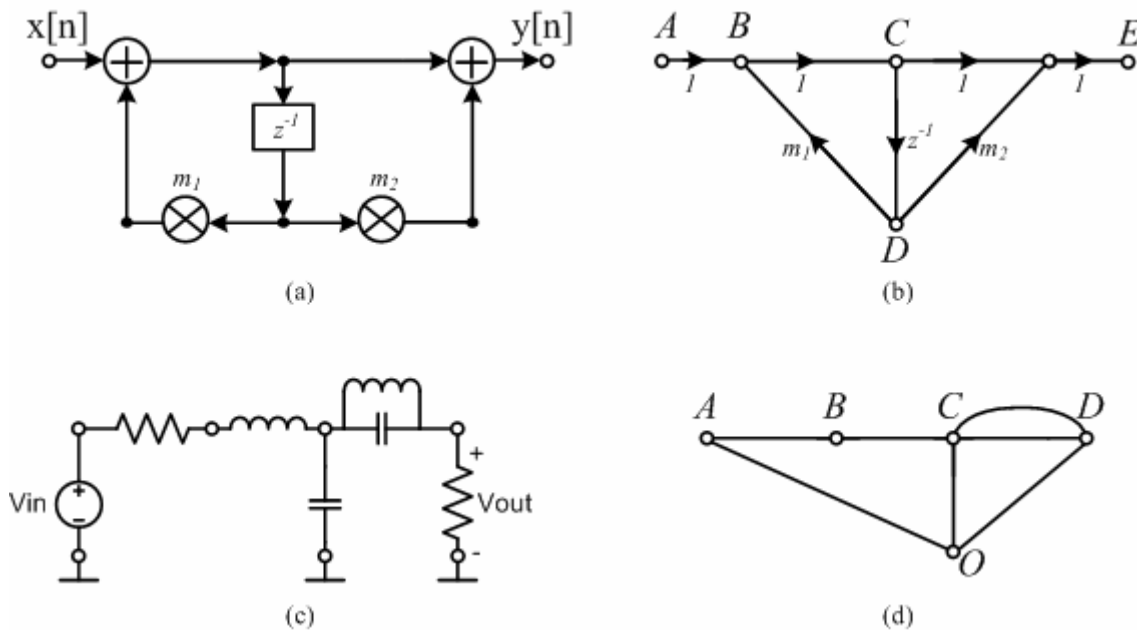 x[n]
y[n]
z⁻¹
m₁
m₂
(a)
A
B
C
E
1
1
1
1
m₁
z⁻¹
m₂
D
(b)
Vin
+
-
+
Vout
-
(c)
A
B
C
D
O
(d)